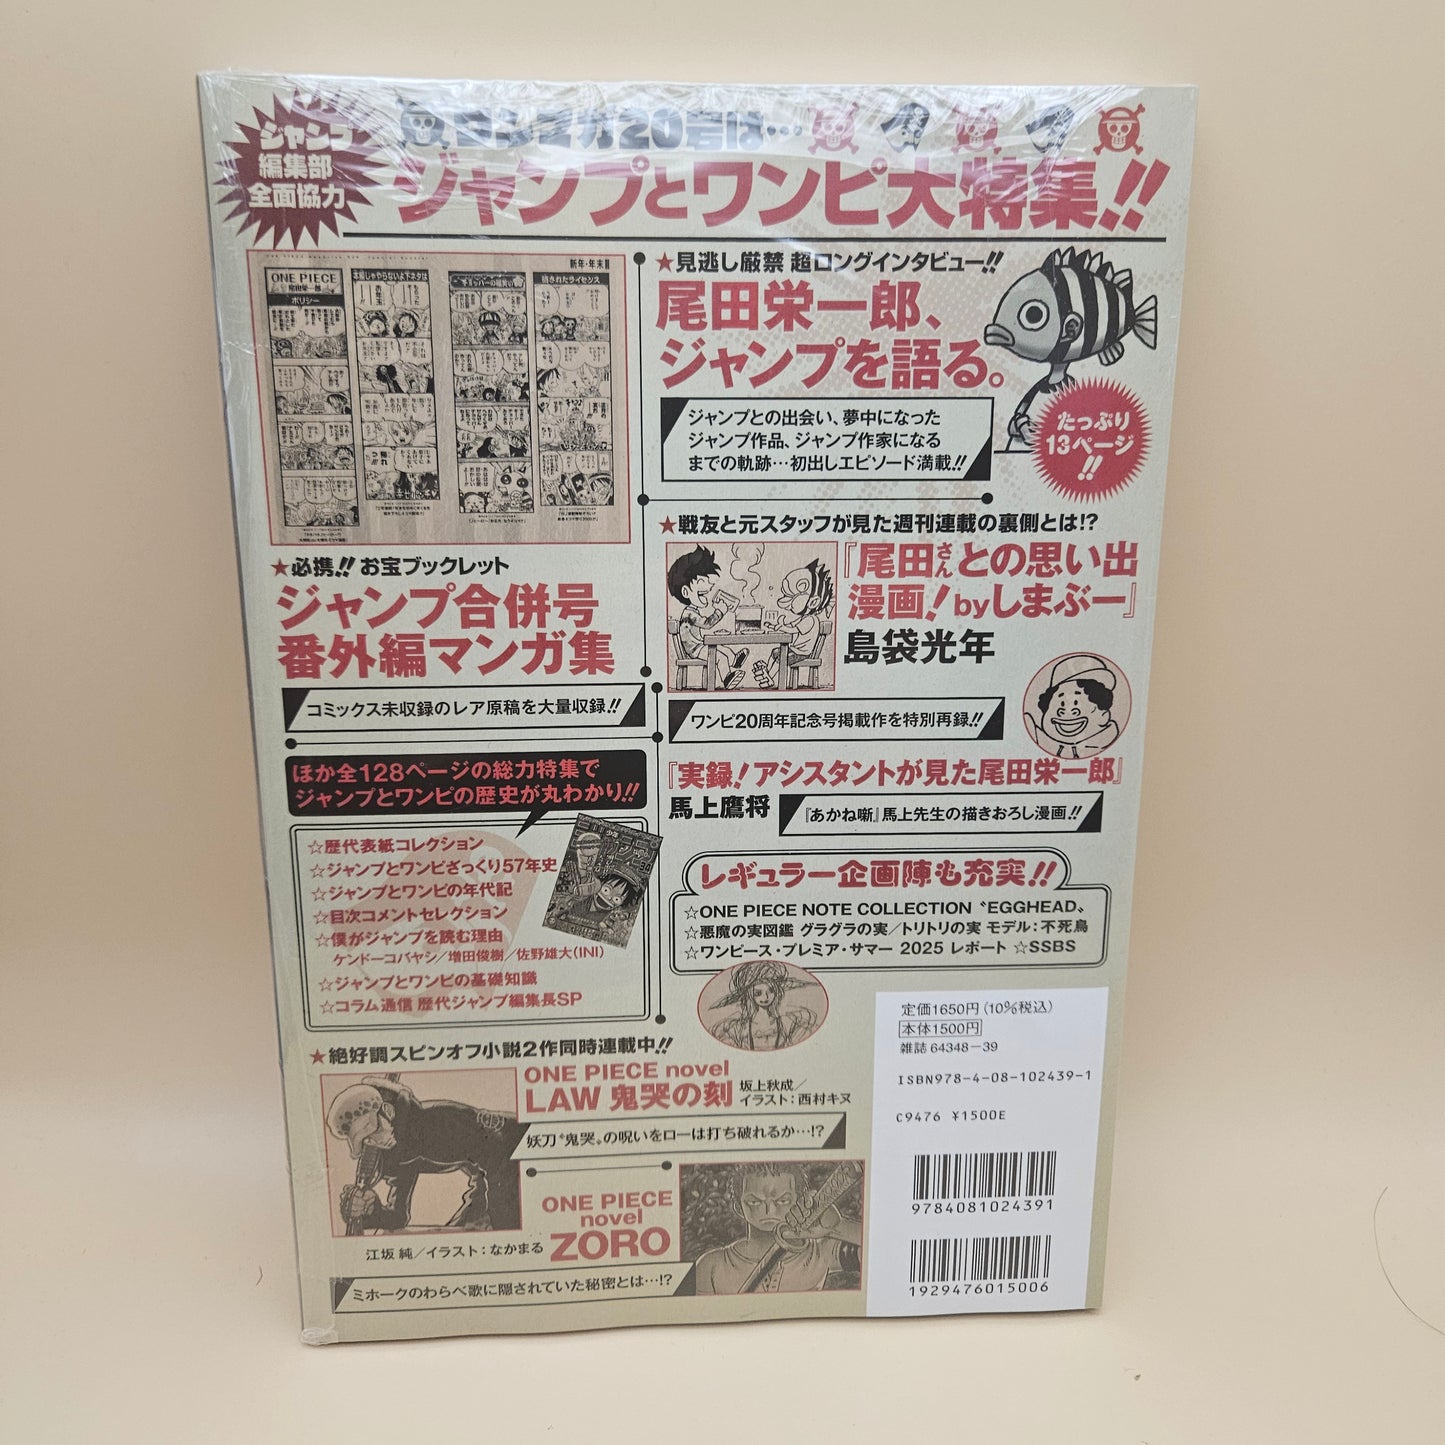 ジャンプ
編集部
全面協力
ワンマガ20号は…
ジャンプとワンピ大特集!!
新年・年末
ONE PIECE
尾田栄一郎
ポリシー
★必携!! お宝ブックレット
ジャンプ合併号
番外編マンガ集
コミックス未収録のレア原稿を大量収録!!
★見逃し厳禁 超ロングインタビュー!!
尾田栄一郎、
ジャンプを語る。
ジャンプとの出会い、夢中になった
ジャンプ作品、ジャンプ作家になる
までの軌跡…初出しエピソード満載!!
たっぷり
13ページ
!!
★戦友と元スタッフが見た週刊連載の裏側とは!?
『尾田さんとの思い出
漫画!byしまぶー』
島袋光年
ワンピ20周年記念号掲載作を特別再録!!
『実録!アシスタントが見た尾田栄一郎』
馬上鷹将
『あかね噺』馬上先生の描きおろし漫画!!
ほか全128ページの総力特集で
ジャンプとワンピの歴史が丸わかり!!
☆歴代表紙コレクション
☆ジャンプとワンピざっくり57年史
☆ジャンプとワンピの年代記
☆目次コメントセレクション
☆僕がジャンプを読む理由
ケンドーコバヤシ/増田俊樹/佐野雄大(INI)
☆ジャンプとワンピの基礎知識
☆コラム通信 歴代ジャンプ編集長SP
レギュラー企画陣も充実!!
☆ONE PIECE NOTE COLLECTION〝EGGHEAD〟
☆悪魔の実図鑑 グラグラの実/トリトリの実 モデル:不死鳥
☆ワンピース・プレミア・サマー 2025 レポート ☆SSBS
★絶好調スピンオフ小説2作同時連載中!!
ONE PIECE novel
LAW 鬼哭の刻
坂上秋成/
イラスト:西村キヌ
妖刀〝鬼哭〟の呪いをローは打ち破れるか…!?
ONE PIECE
novel
ZORO
江坂 純/イラスト:なかまる
ミホークのわらべ歌に隠されていた秘密とは…!?
定価1650円(10%税込)
本体1500円
雑誌 64348-39
ISBN978-4-08-102439-1
C9476 ¥1500E
9784081024391
1929476015006